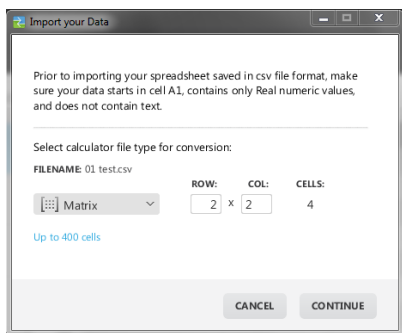 Import your Data
Prior to importing your spreadsheet saved in csv file format, make
sure your data starts in cell A1, contains only Real numeric values,
and does not contain text.
Select calculator file type for conversion:
FILENAME: 01 test.csv
ROW: COL: CELLS:
Matrix 2 x 2 4
Up to 400 cells
CANCEL CONTINUE